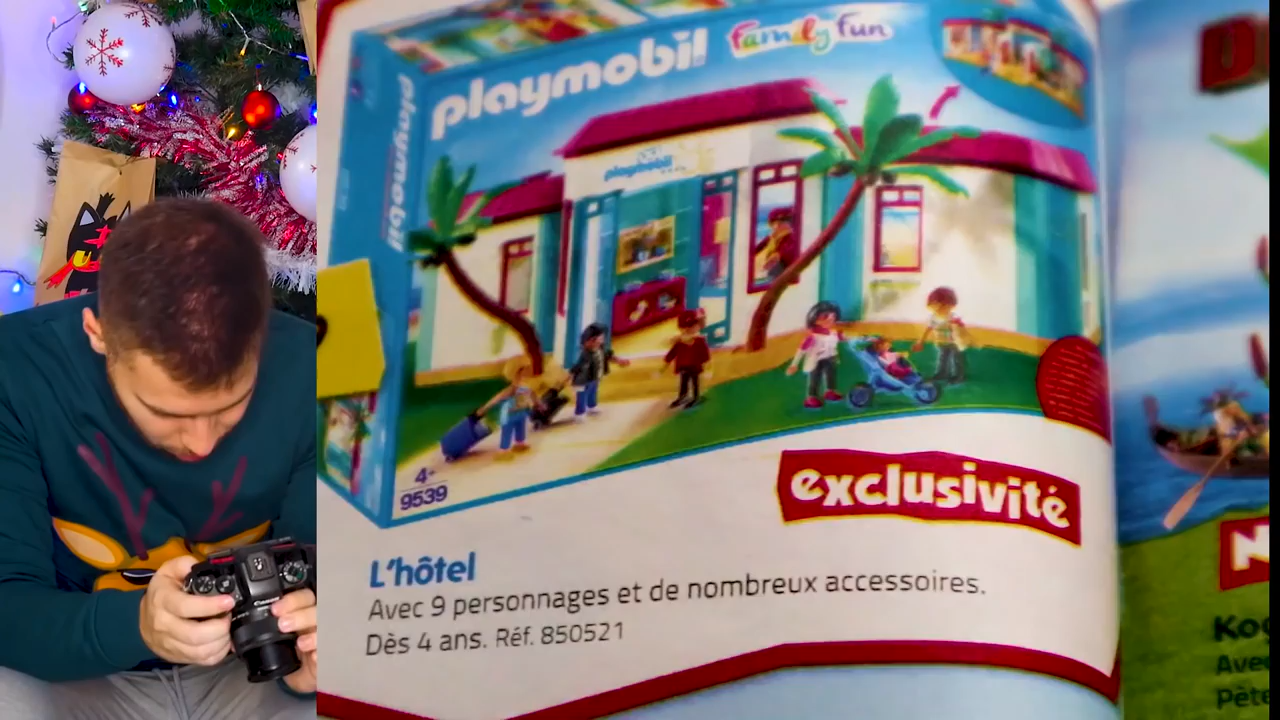 playmobil
Family Fun
playmobil
playmobil
4+
9539
exclusivité
L'hôtel
Avec 9 personnages et de nombreux accessoires.
Dès 4 ans. Réf. 850521
Canon